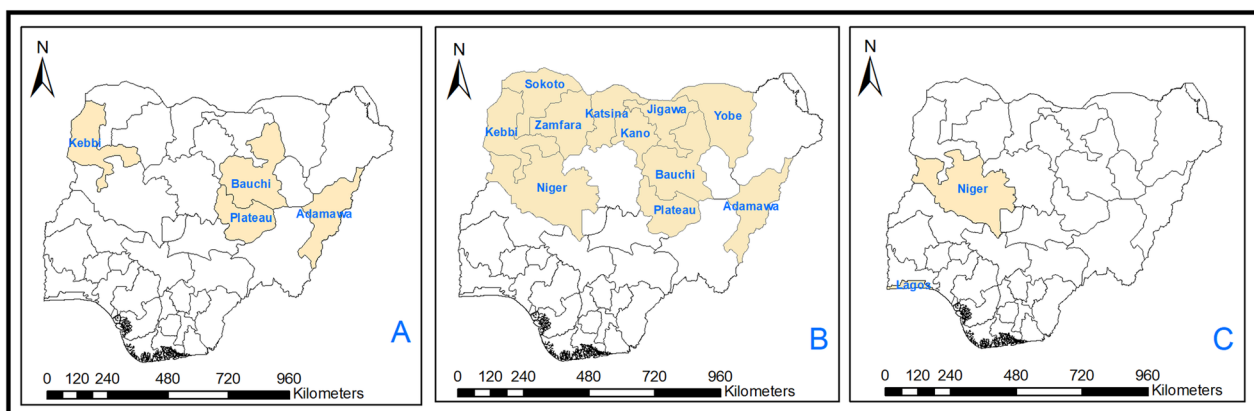 N
Kebbi
Bauchi
Plateau
Adamawa
A
0 120 240 480 720 960
Kilometers
N
Sokoto
Katsina
Jigawa
Yobe
Kebbi
Zamfara
Kano
Niger
Bauchi
Plateau
Adamawa
B
0 120 240 480 720 960
Kilometers
N
Niger
Lagos
C
0 120 240 480 720 960
Kilometers